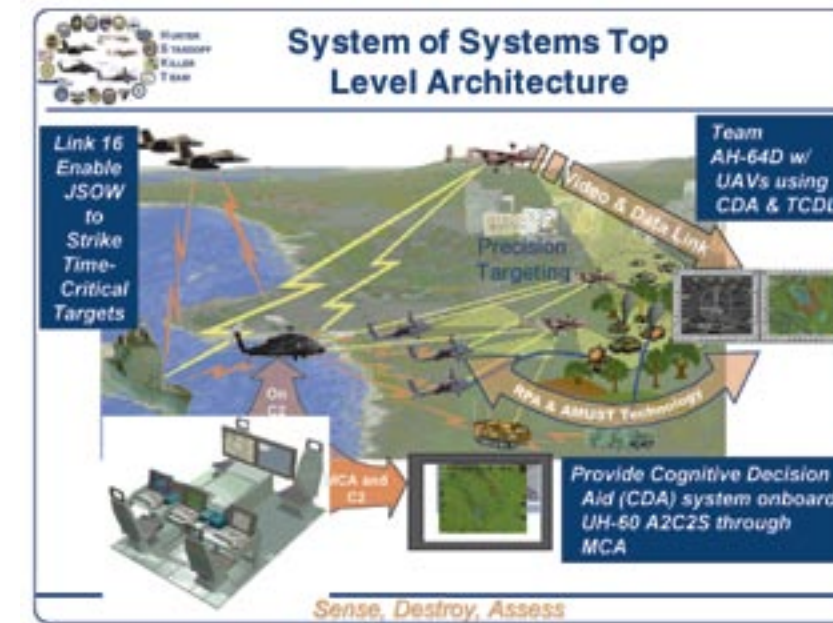 HUNTER
STANDOFF
KILLER
TEAM
System of Systems Top
Level Architecture
Link 16
Enable
JSOW
to
Strike
Time-
Critical
Targets
Team
AH-64D w/
UAVs using
CDA & TCDL
Video & Data Link
Precision
Targeting
RPA & AMUST Technology
On
C2
MCA and
C2
Provide Cognitive Decision
Aid (CDA) system onboard
UH-60 A2C2S through
MCA
Sense, Destroy, Assess